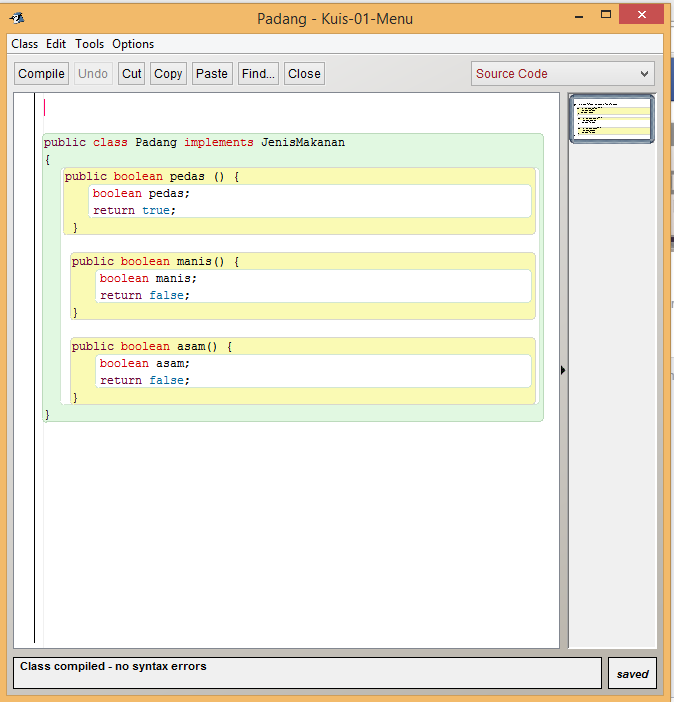 Padang - Kuis-01-Menu
Class Edit Tools Options
Compile Undo Cut Copy Paste Find... Close Source Code
public class Padang implements JenisMakanan
{
public boolean pedas () {
boolean pedas;
return true;
}
public boolean manis() {
boolean manis;
return false;
}
public boolean asam() {
boolean asam;
return false;
}
}
Class compiled - no syntax errors
saved